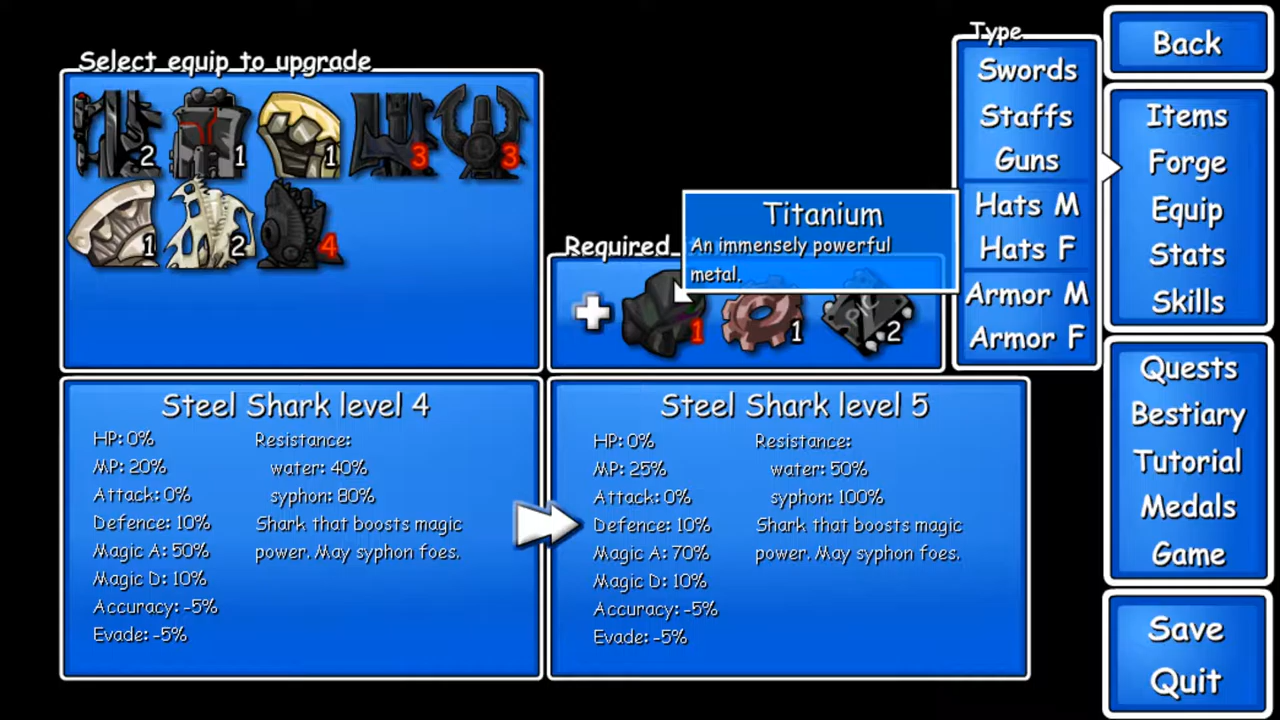 Select equip to upgrade
2
1
1
3
3
1
2
4
Titanium
An immensely powerful
metal.
Required
1
1
PIC
2
Type
Swords
Staffs
Guns
Hats M
Hats F
Armor M
Armor F
Back
Items
Forge
Equip
Stats
Skills
Quests
Bestiary
Tutorial
Medals
Game
Save
Quit
Steel Shark level 4
HP: 0%
MP: 20%
Attack: 0%
Defence: 10%
Magic A: 50%
Magic D: 10%
Accuracy: -5%
Evade: -5%
Resistance:
water: 40%
syphon: 80%
Shark that boosts magic
power. May syphon foes.
Steel Shark level 5
HP: 0%
MP: 25%
Attack: 0%
Defence: 10%
Magic A: 70%
Magic D: 10%
Accuracy: -5%
Evade: -5%
Resistance:
water: 50%
syphon: 100%
Shark that boosts magic
power. May syphon foes.